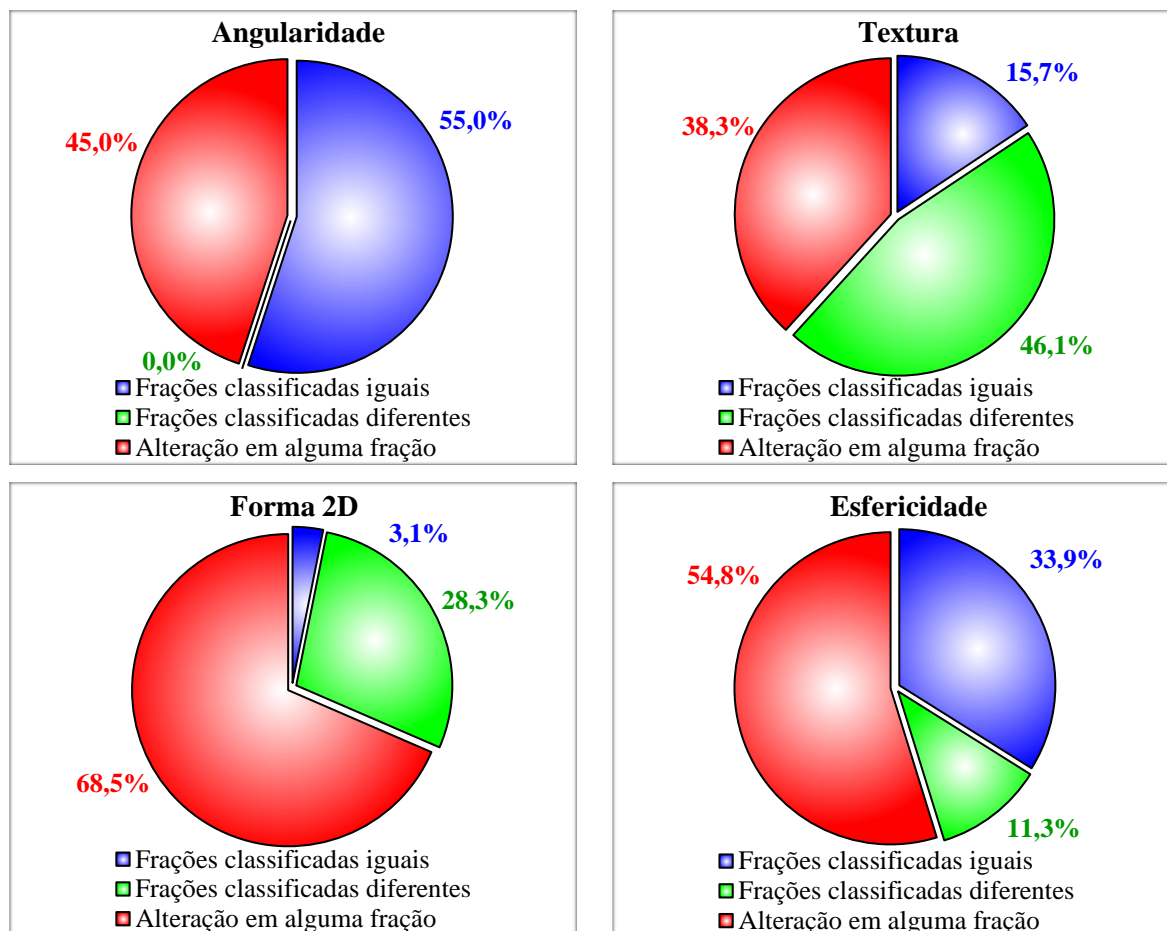 Angularidade
45,0%
55,0%
0,0%
Frações classificadas iguais
Frações classificadas diferentes
Alteração em alguma fração
Textura
15,7%
38,3%
46,1%
Frações classificadas iguais
Frações classificadas diferentes
Alteração em alguma fração
Forma 2D
3,1%
28,3%
68,5%
Frações classificadas iguais
Frações classificadas diferentes
Alteração em alguma fração
Esfericidade
54,8%
33,9%
11,3%
Frações classificadas iguais
Frações classificadas diferentes
Alteração em alguma fração